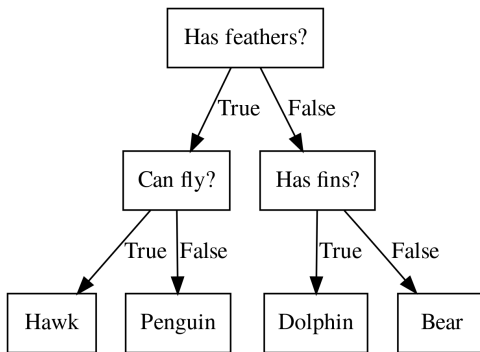 Has feathers?
True
False
Can fly?
Has fins?
True
False
True
False
Hawk
Penguin
Dolphin
Bear